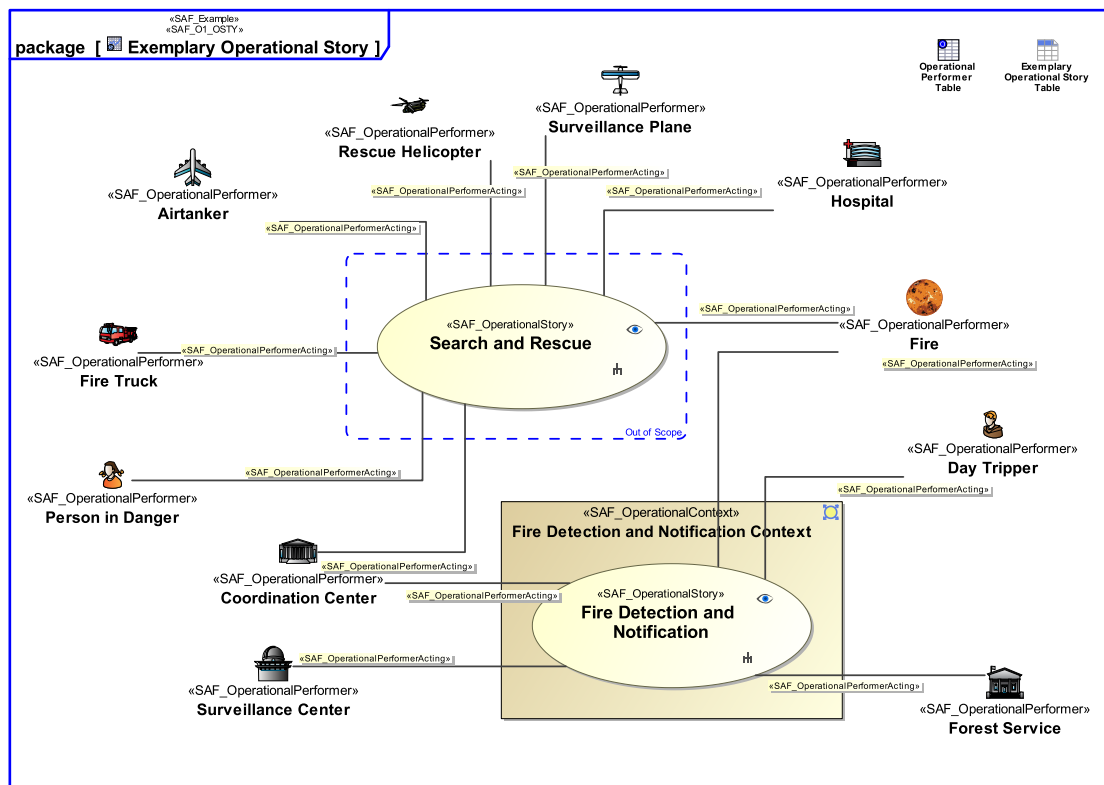 «SAF_Example»
«SAF_O1_OSTY»
package [ Exemplary Operational Story ]
Operational
Performer
Table
Exemplary
Operational Story
Table
«SAF_OperationalPerformer»
Surveillance Plane
«SAF_OperationalPerformer»
Rescue Helicopter
«SAF_OperationalPerformerActing»
«SAF_OperationalPerformerActing»
«SAF_OperationalPerformerActing»
«SAF_OperationalPerformer»
Hospital
«SAF_OperationalPerformer»
Airtanker
«SAF_OperationalPerformerActing»
«SAF_OperationalPerformerActing»
«SAF_OperationalPerformer»
Fire
«SAF_OperationalPerformerActing»
«SAF_OperationalStory»
Search and Rescue
Out of Scope
«SAF_OperationalPerformerActing»
«SAF_OperationalPerformer»
Fire Truck
«SAF_OperationalPerformer»
Day Tripper
«SAF_OperationalPerformerActing»
«SAF_OperationalPerformerActing»
«SAF_OperationalPerformer»
Person in Danger
«SAF_OperationalContext»
Fire Detection and Notification Context
«SAF_OperationalPerformerActing»
«SAF_OperationalPerformer»
Coordination Center
«SAF_OperationalPerformerActing»
«SAF_OperationalStory»
Fire Detection and
Notification
«SAF_OperationalPerformerActing»
«SAF_OperationalPerformer»
Surveillance Center
«SAF_OperationalPerformerActing»
«SAF_OperationalPerformer»
Forest Service